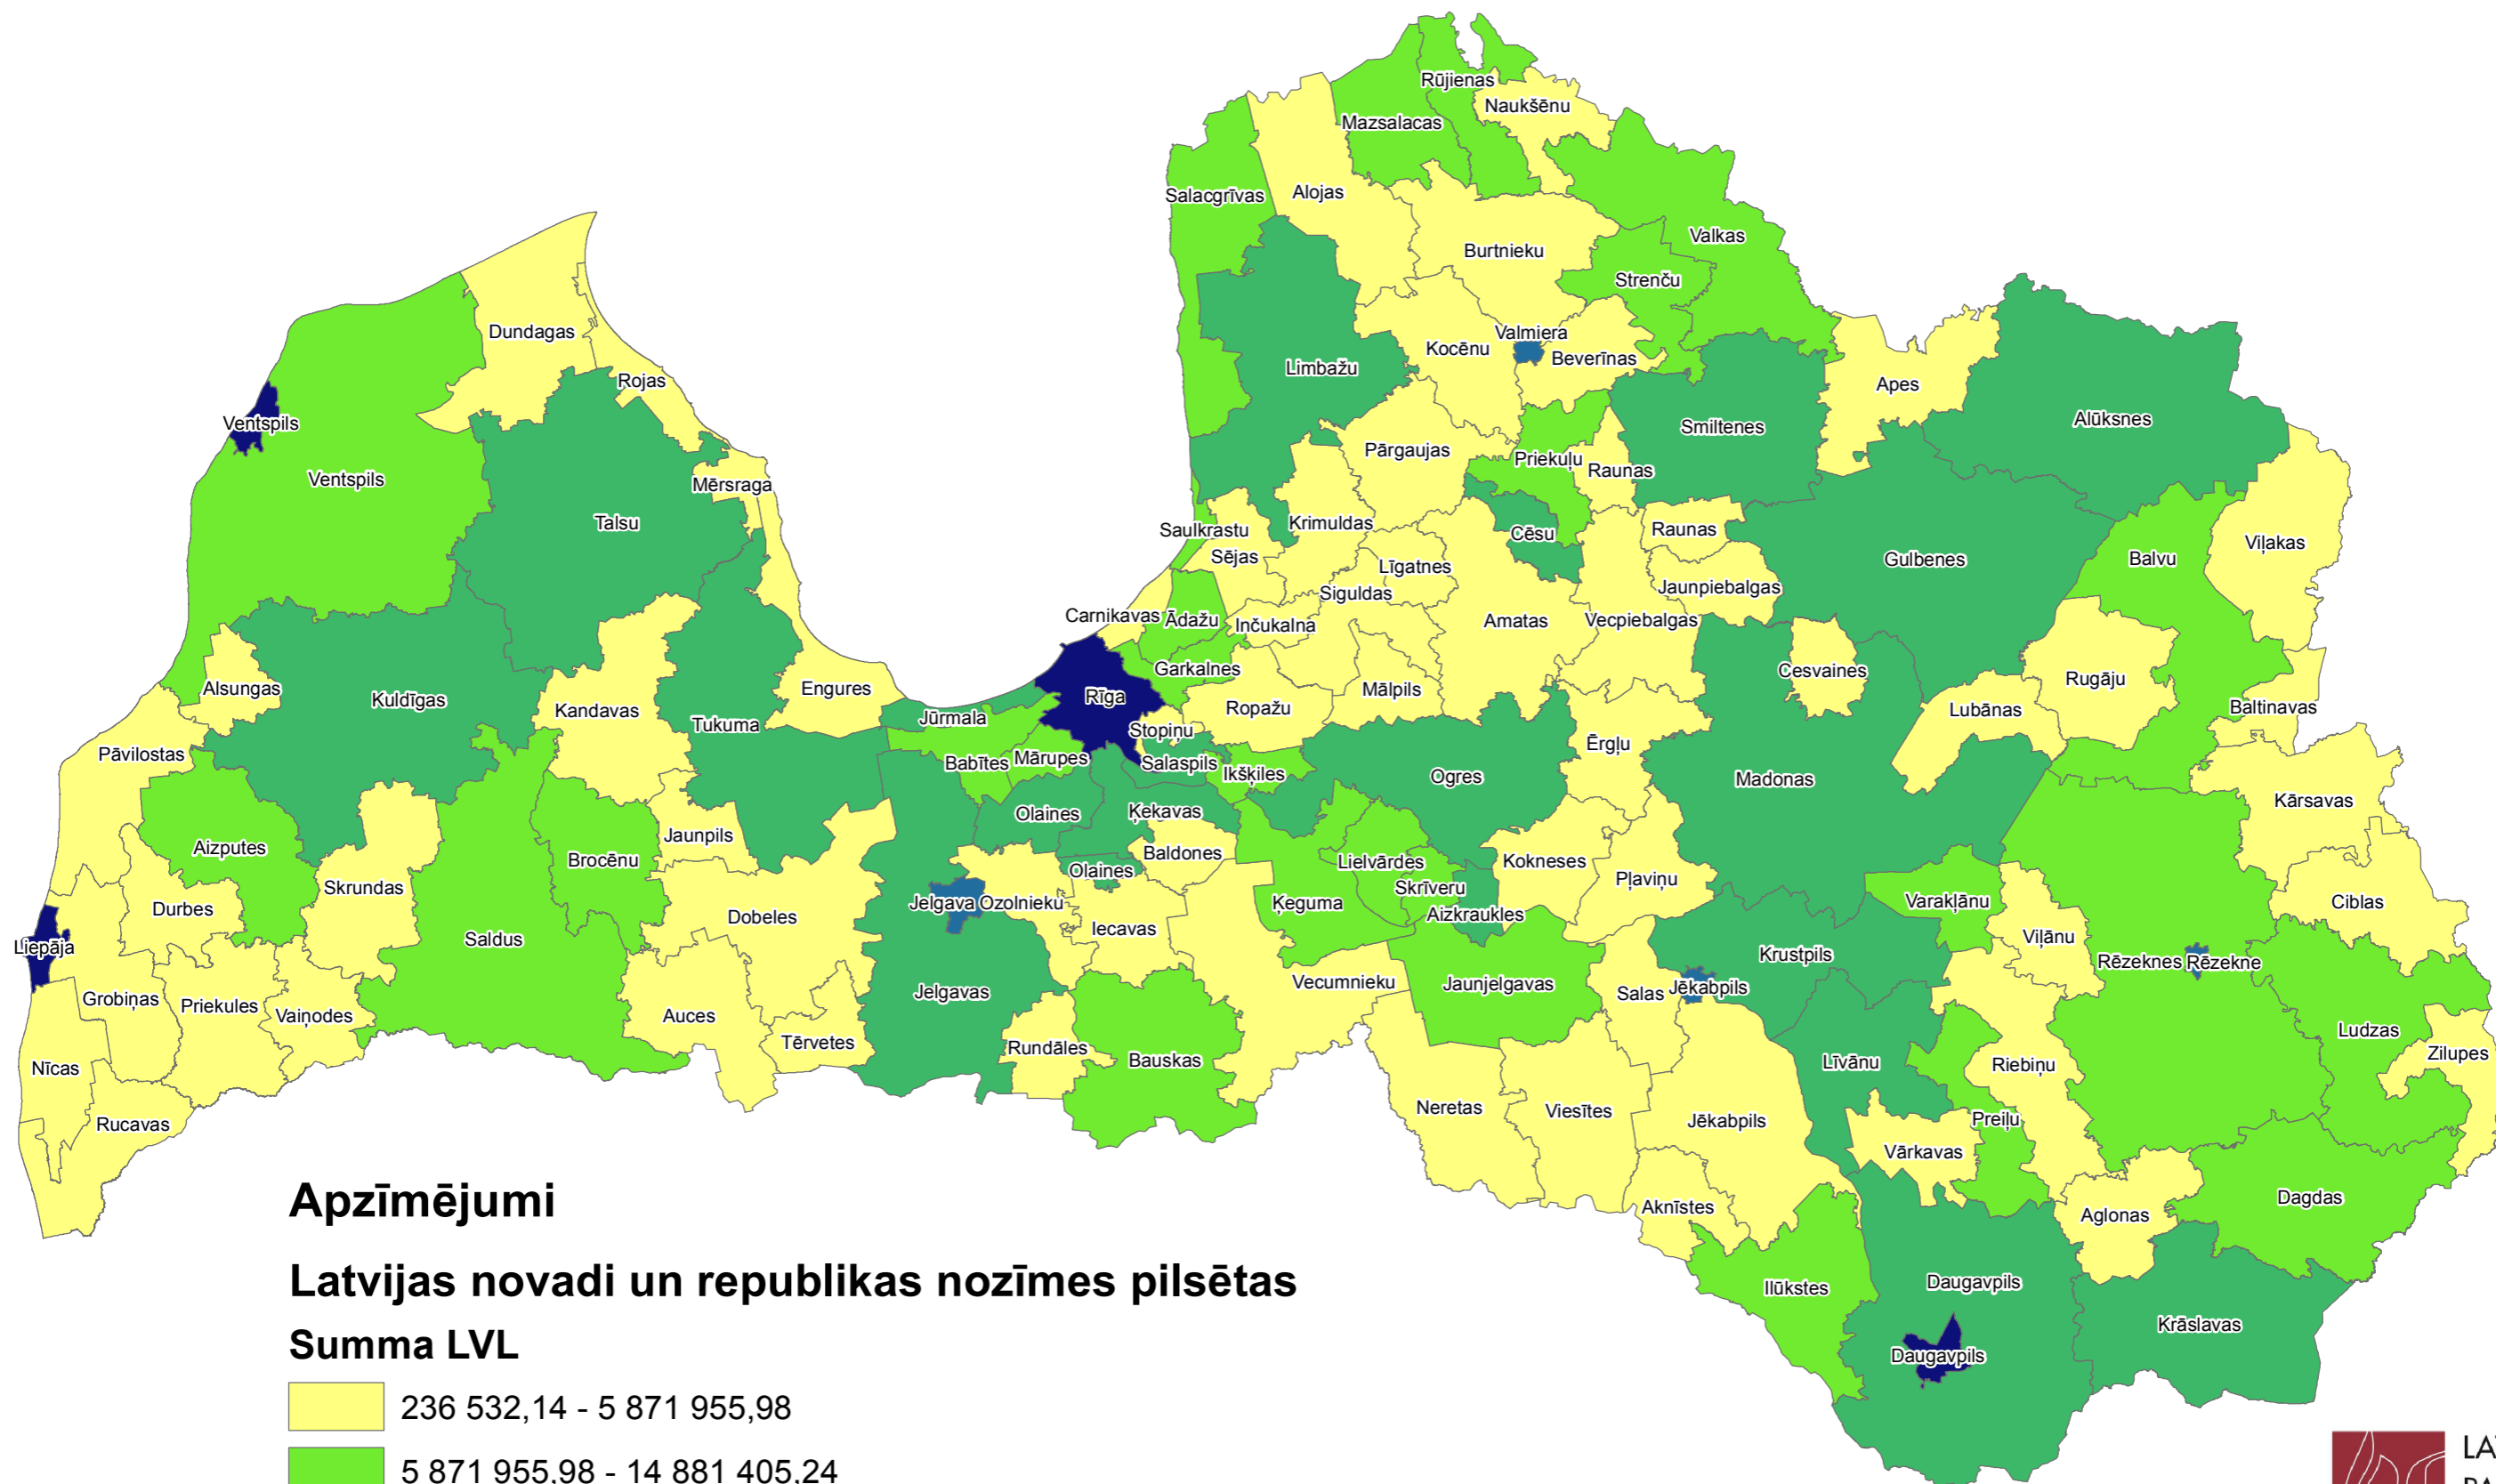 Rūjienas
Naukšēnu
Mazsalacas
Salacgrīvas
Alojas
Valkas
Burtnieku
Strenču
Dundagas
Valmiera
Kocēnu
Beverīnas
Limbažu
Rojas
Apes
Ventspils
Alūksnes
Smiltenes
Pārgaujas
Priekuļu
Raunas
Ventspils
Mērsraga
Talsu
Krimuldas
Saulkrastu
Cēsu
Raunas
Viļakas
Sējas
Līgatnes
Gulbenes
Balvu
Jaunpiebalgas
Siguldas
Carnikavas
Ādažu
Inčukalna
Amatas
Vecpiebalgas
Garkalnes
Cesvaines
Rugāju
Alsungas
Engures
Mālpils
Kuldīgas
Rīga
Kandavas
Ropažu
Lubānas
Baltinavas
Jūrmala
Tukuma
Stopiņu
Ērgļu
Pāvilostas
Babītes
Mārupes
Salaspils
Ikšķiles
Ogres
Madonas
Kārsavas
Olaines
Ķekavas
Jaunpils
Aizputes
Brocēnu
Baldones
Lielvārdes
Kokneses
Olaines
Pļaviņu
Skrundas
Skrīveru
Durbes
Dobeles
Jelgava
Ozolnieku
Ķeguma
Aizkraukles
Varakļānu
Ciblas
Iecavas
Saldus
Viļānu
Liepāja
Krustpils
Rēzeknes
Rēzekne
Vecumnieku
Jaunjelgavas
Jēkabpils
Salas
Jelgavas
Grobiņas
Priekules
Vaiņodes
Auces
Ludzas
Tērvetes
Rundāles
Bauskas
Zilupes
Līvānu
Riebiņu
Nīcas
Neretas
Viesītes
Jēkabpils
Preiļu
Rucavas
Vārkavas
Aknīstes
Aglonas
Dagdas
Daugavpils
Ilūkstes
Krāslavas
Daugavpils
Apzīmējumi
Latvijas novadi un republikas nozīmes pilsētas
Summa LVL
236 532,14 - 5 871 955,98
5 871 955,98 - 14 881 405,24